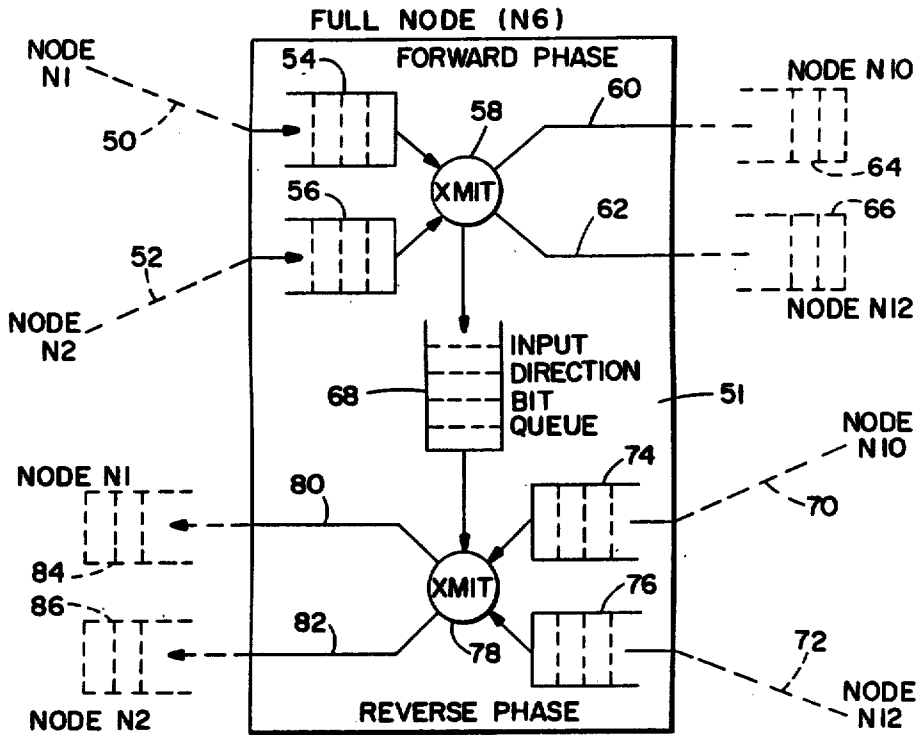 FULL NODE (N6)
NODE
N1
54
FORWARD PHASE
60
NODE N10
50
58
XMIT
64
56
62
66
52
NODE
N2
NODE N12
INPUT
DIRECTION
BIT
QUEUE
68
51
NODE
N10
NODE N1
80
74
70
84
XMIT
86
82
78
76
72
NODE N2
REVERSE PHASE
NODE
N12